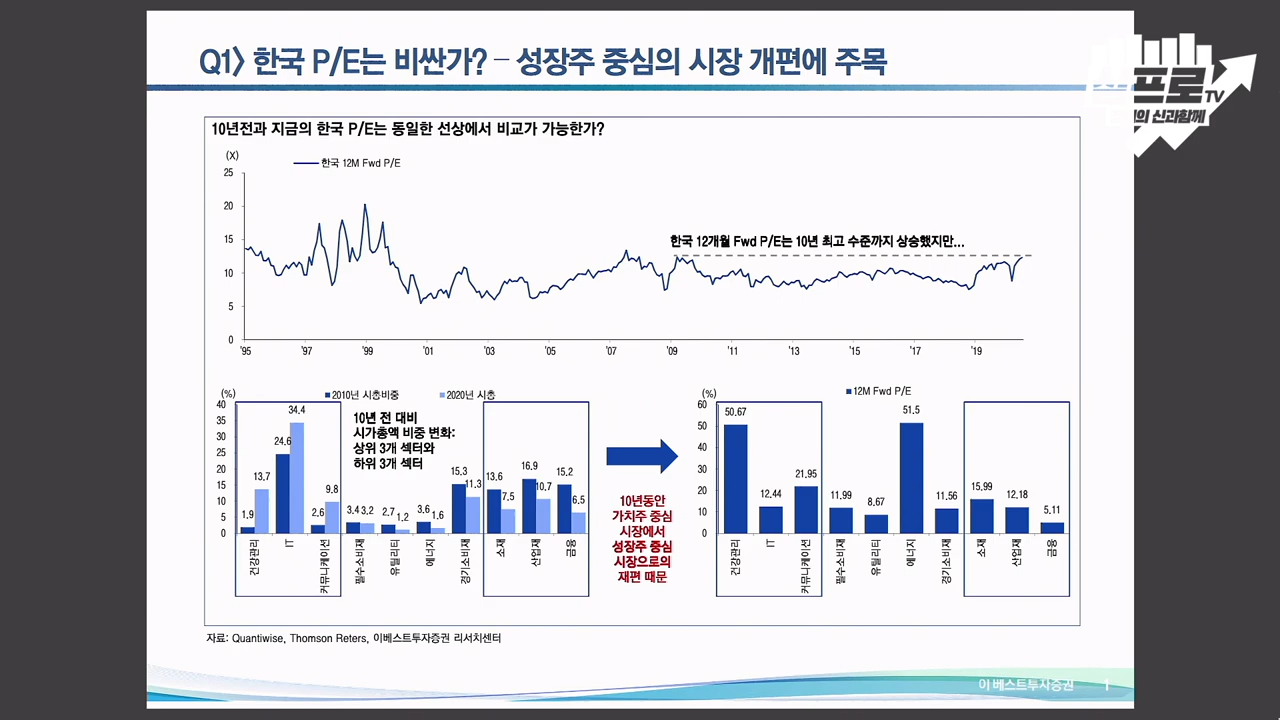 Q1> 한국 P/E는 비싼가? – 성장주 중심의 시장 개편에 주목
프로TV
의 신과함께
10년전과 지금의 한국 P/E는 동일한 선상에서 비교가 가능한가?
(X)
한국 12M Fwd P/E
25
20
15
10
5
0
한국 12개월 Fwd P/E는 10년 최고 수준까지 상승했지만...
'95 '97 '99 '01 '03 '05 '07 '09 '11 '13 '15 '17 '19
(%)
2010년 시총비중 2020년 시총
40
35
30
25
20
15
10
5
0
10년 전 대비
시가총액 비중 변화:
상위 3개 섹터와
하위 3개 섹터
1.9 13.7 24.6 34.4 2.6 9.8 3.4 3.2 2.7 1.2 3.6 1.6 15.3 11.3 13.6 7.5 16.9 10.7 15.2 6.5
건강관리 IT 커뮤니케이션 필수소비재 유틸리티 에너지 경기소비재 소재 산업재 금융
10년동안
가치주 중심
시장에서
성장주 중심
시장으로의
재편 때문
(%)
12M Fwd P/E
60
50
40
30
20
10
0
50.67 12.44 21.95 11.99 8.67 51.5 11.56 15.99 12.18 5.11
건강관리 IT 커뮤니케이션 필수소비재 유틸리티 에너지 경기소비재 소재 산업재 금융
자료: Quantiwise, Thomson Reters, 이베스트투자증권 리서치센터
이베스트투자증권 1